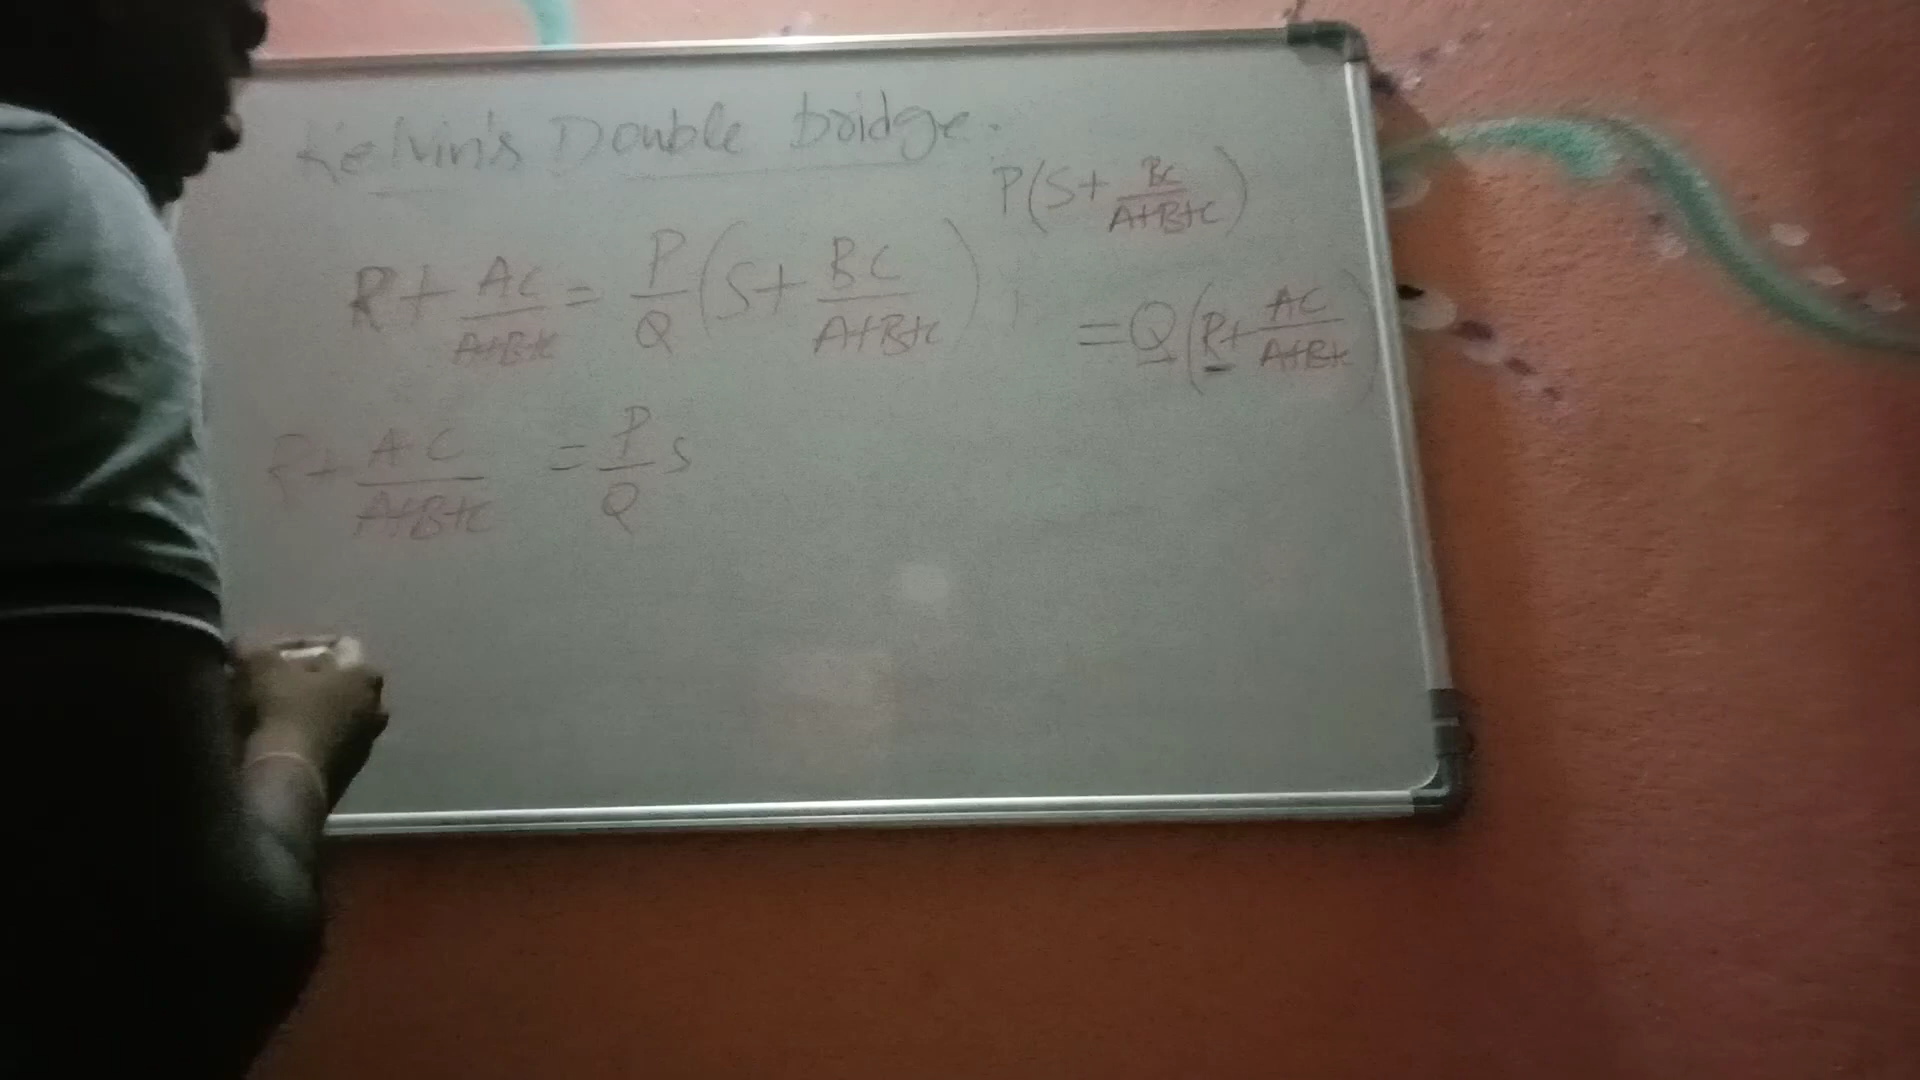 Kelvin's Double bridge.
P(S+ BC/A+B+C)
R+ AC/A+B+C = P/Q (S+ BC/A+B+C)
=Q(R+ AC/A+B+C)
R+ AC/A+B+C = P/Q S